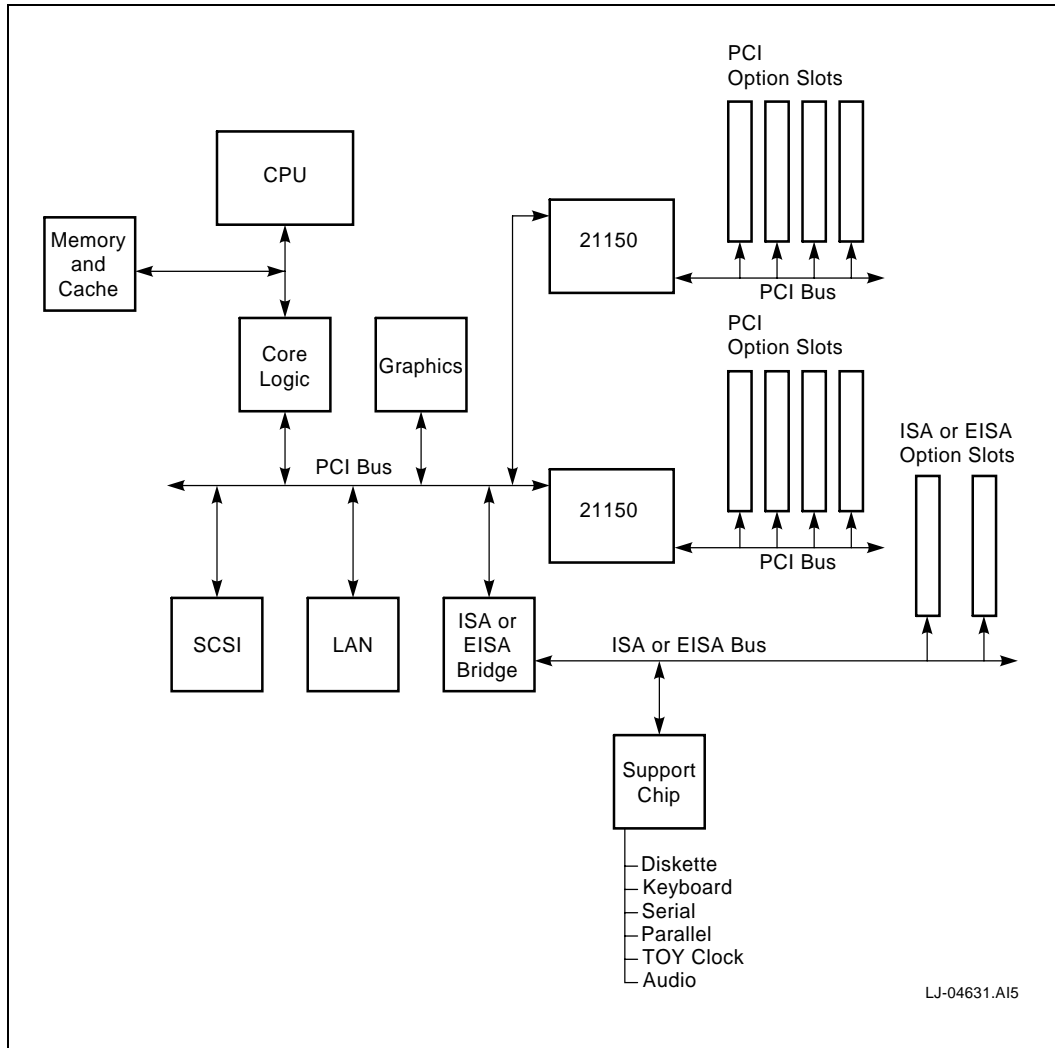 PCI
Option Slots
CPU
21150
Memory
and
Cache
PCI Bus
PCI
Option Slots
Core
Logic
Graphics
ISA or EISA
Option Slots
PCI Bus
21150
PCI Bus
SCSI
LAN
ISA or
EISA
Bridge
ISA or EISA Bus
Support
Chip
Diskette
Keyboard
Serial
Parallel
TOY Clock
Audio
LJ-04631.AI5